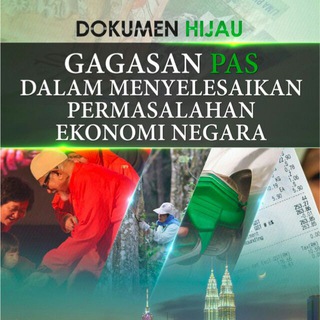 DOKUMEN HIJAU
GAGASAN PAS
DALAM MENYELESAIKAN
PERMASALAHAN
EKONOMI NEGARA